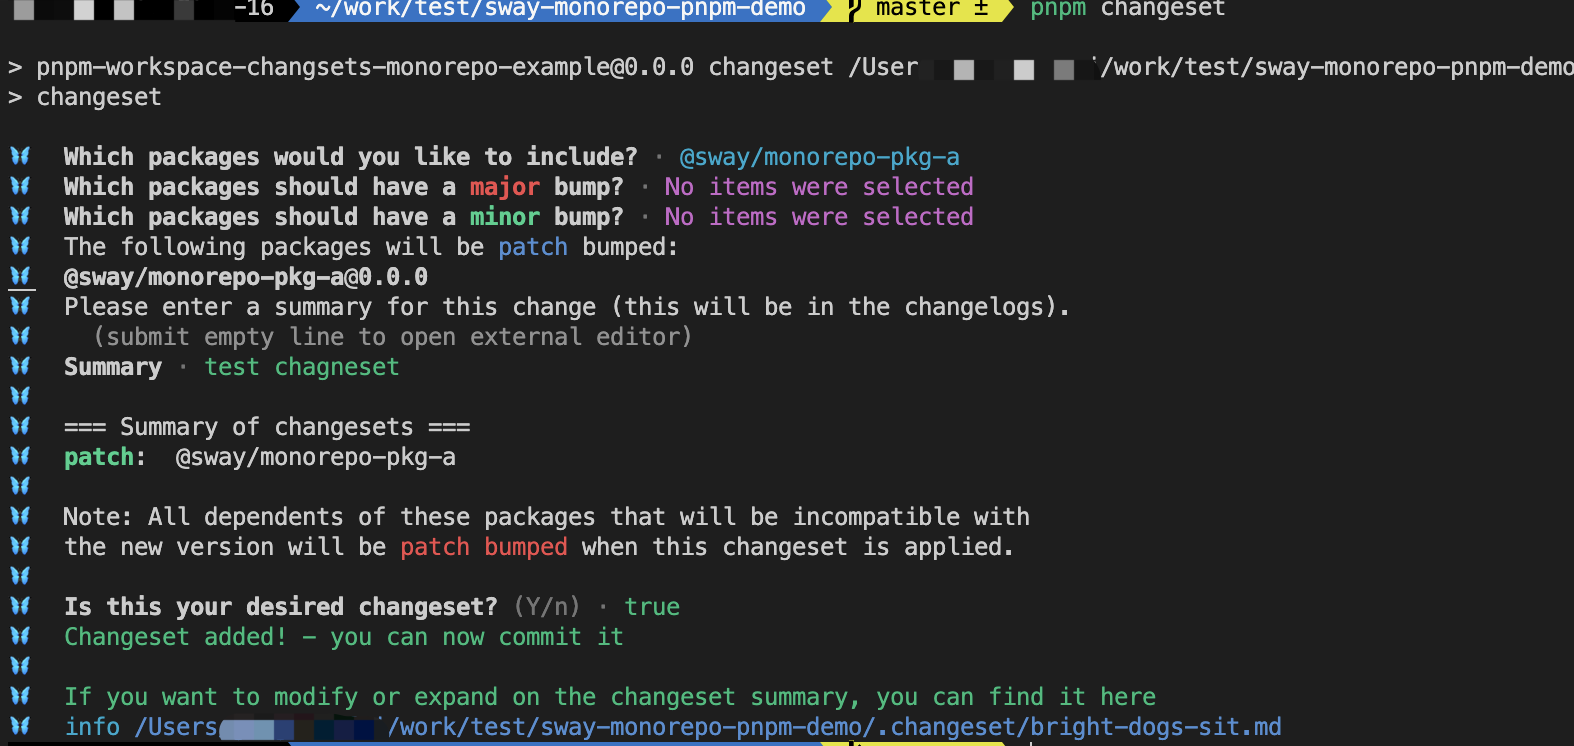 -16 ~/work/test/sway-monorepo-pnpm-demo master ± pnpm changeset
> pnpm-workspace-changsets-monorepo-example@0.0.0 changeset /User /work/test/sway-monorepo-pnpm-demo
> changeset
Which packages would you like to include? · @sway/monorepo-pkg-a
Which packages should have a major bump? · No items were selected
Which packages should have a minor bump? · No items were selected
The following packages will be patch bumped:
@sway/monorepo-pkg-a@0.0.0
Please enter a summary for this change (this will be in the changelogs).
(submit empty line to open external editor)
Summary · test chagneset
=== Summary of changesets ===
patch: @sway/monorepo-pkg-a
Note: All dependents of these packages that will be incompatible with
the new version will be patch bumped when this changeset is applied.
Is this your desired changeset? (Y/n) · true
Changeset added! - you can now commit it
If you want to modify or expand on the changeset summary, you can find it here
info /Users /work/test/sway-monorepo-pnpm-demo/.changeset/bright-dogs-sit.md